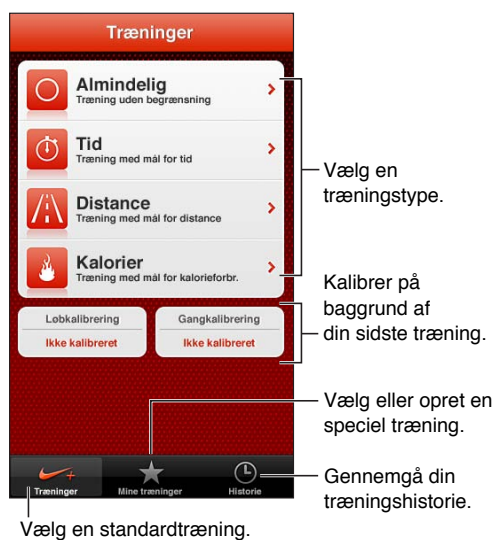 Træninger
Almindelig
Træning uden begrænsning
Tid
Træning med mål for tid
Distance
Træning med mål for distance
Kalorier
Træning med mål for kalorieforbr.
Vælg en
træningstype.
Løbkalibrering
Ikke kalibreret
Gangkalibrering
Ikke kalibreret
Kalibrer på
baggrund af
din sidste træning.
Vælg eller opret en
speciel træning.
Træninger
Mine træninger
Historie
Gennemgå din
træningshistorie.
Vælg en standardtræning.